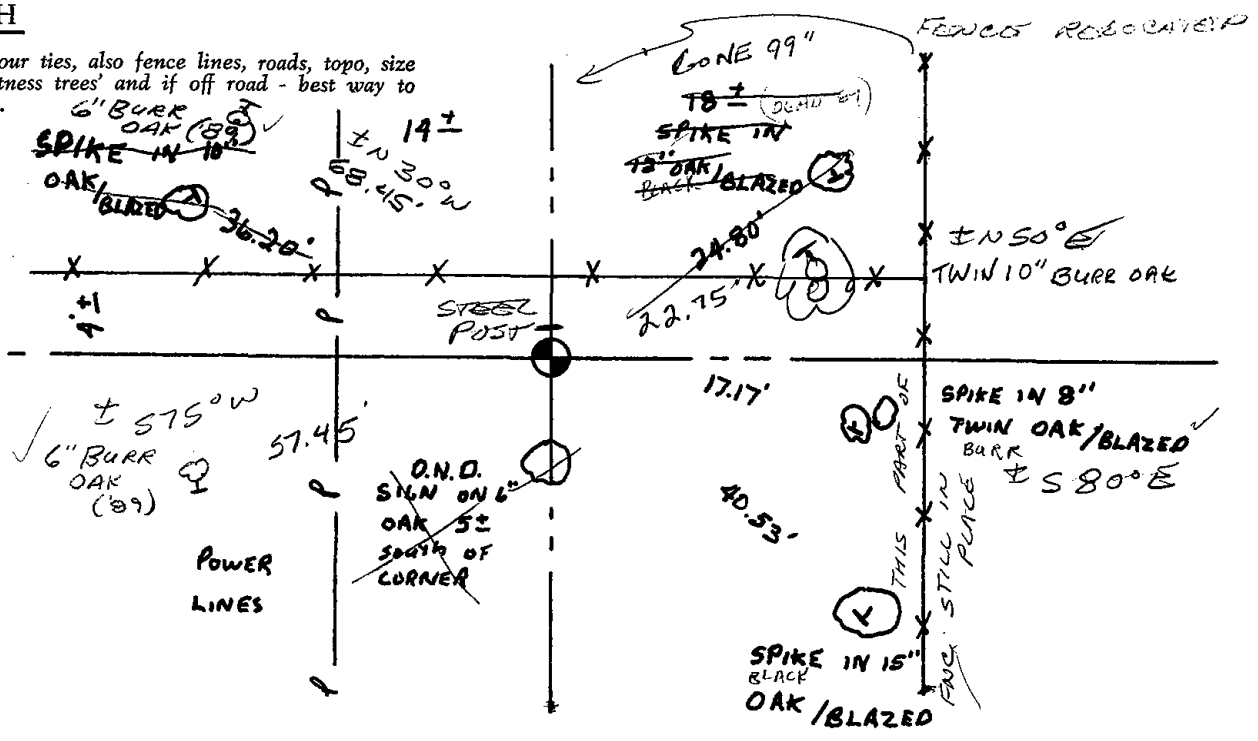 H
our ties, also fence lines, roads, topo, size
tness trees' and if off road - best way to
FENCE RELOCATED
GONE 99"
18 ±
SPIKE IN
12" OAK/BLAZED
BLACK
24.80'
22.75'
6" BURR
OAK ('89)
SPIKE IN 10"
OAK/
BLAZED
36.20'
14 ±
± N 30° W
68.45'
P
P
P
P
± N 50° E
TWIN 10" BURR OAK
9 ±
STEEL
POST
17.17'
SPIKE IN 8"
TWIN OAK/BLAZED
BURR
± S 80° E
± S75°W
57.45'
6" BURR
OAK
('89)
O.N.O.
SIGN ON 6"
OAK 5±
SOUTH OF
CORNER
POWER
LINES
40.53'
THIS PART OF
FNC. STILL IN
PLACE
SPIKE IN 15"
BLACK
OAK/BLAZED